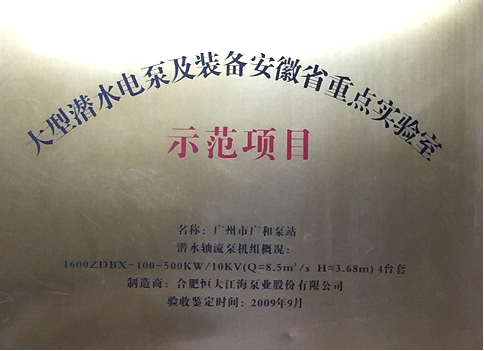 大型潜水电泵及装备安徽省重点实验室
示范项目
名称：广州市广和泵站
潜水轴流泵机组概况：
1600ZDBX-100-500KW/10KV(Q=8.5m³/s H=3.68m) 4台套
制造商：合肥恒大江海泵业股份有限公司
验收鉴定时间：2009年9月